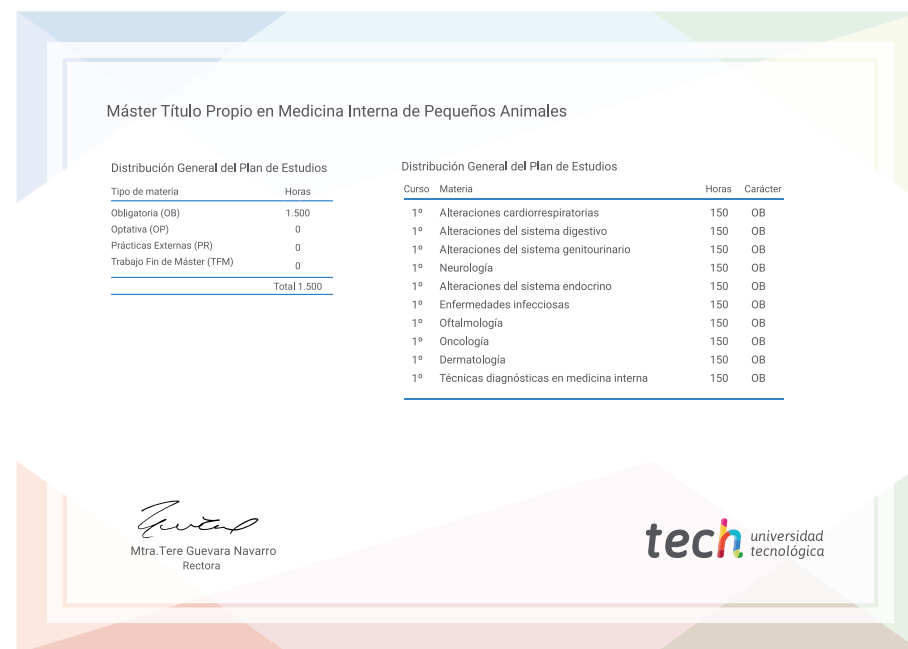 Máster Título Propio en Medicina Interna de Pequeños Animales
Distribución General del Plan de Estudios
Tipo de materia Horas
Obligatoria (OB) 1.500
Optativa (OP) 0
Prácticas Externas (PR) 0
Trabajo Fin de Máster (TFM) 0
Total 1.500
Distribución General del Plan de Estudios
Curso Materia Horas Carácter
1º Alteraciones cardiorrespiratorias 150 OB
1º Alteraciones del sistema digestivo 150 OB
1º Alteraciones del sistema genitourinario 150 OB
1º Neurología 150 OB
1º Alteraciones del sistema endocrino 150 OB
1º Enfermedades infecciosas 150 OB
1º Oftalmología 150 OB
1º Oncología 150 OB
1º Dermatología 150 OB
1º Técnicas diagnósticas en medicina interna 150 OB
Mtra.Tere Guevara Navarro
Rectora
tech universidad
tecnológica